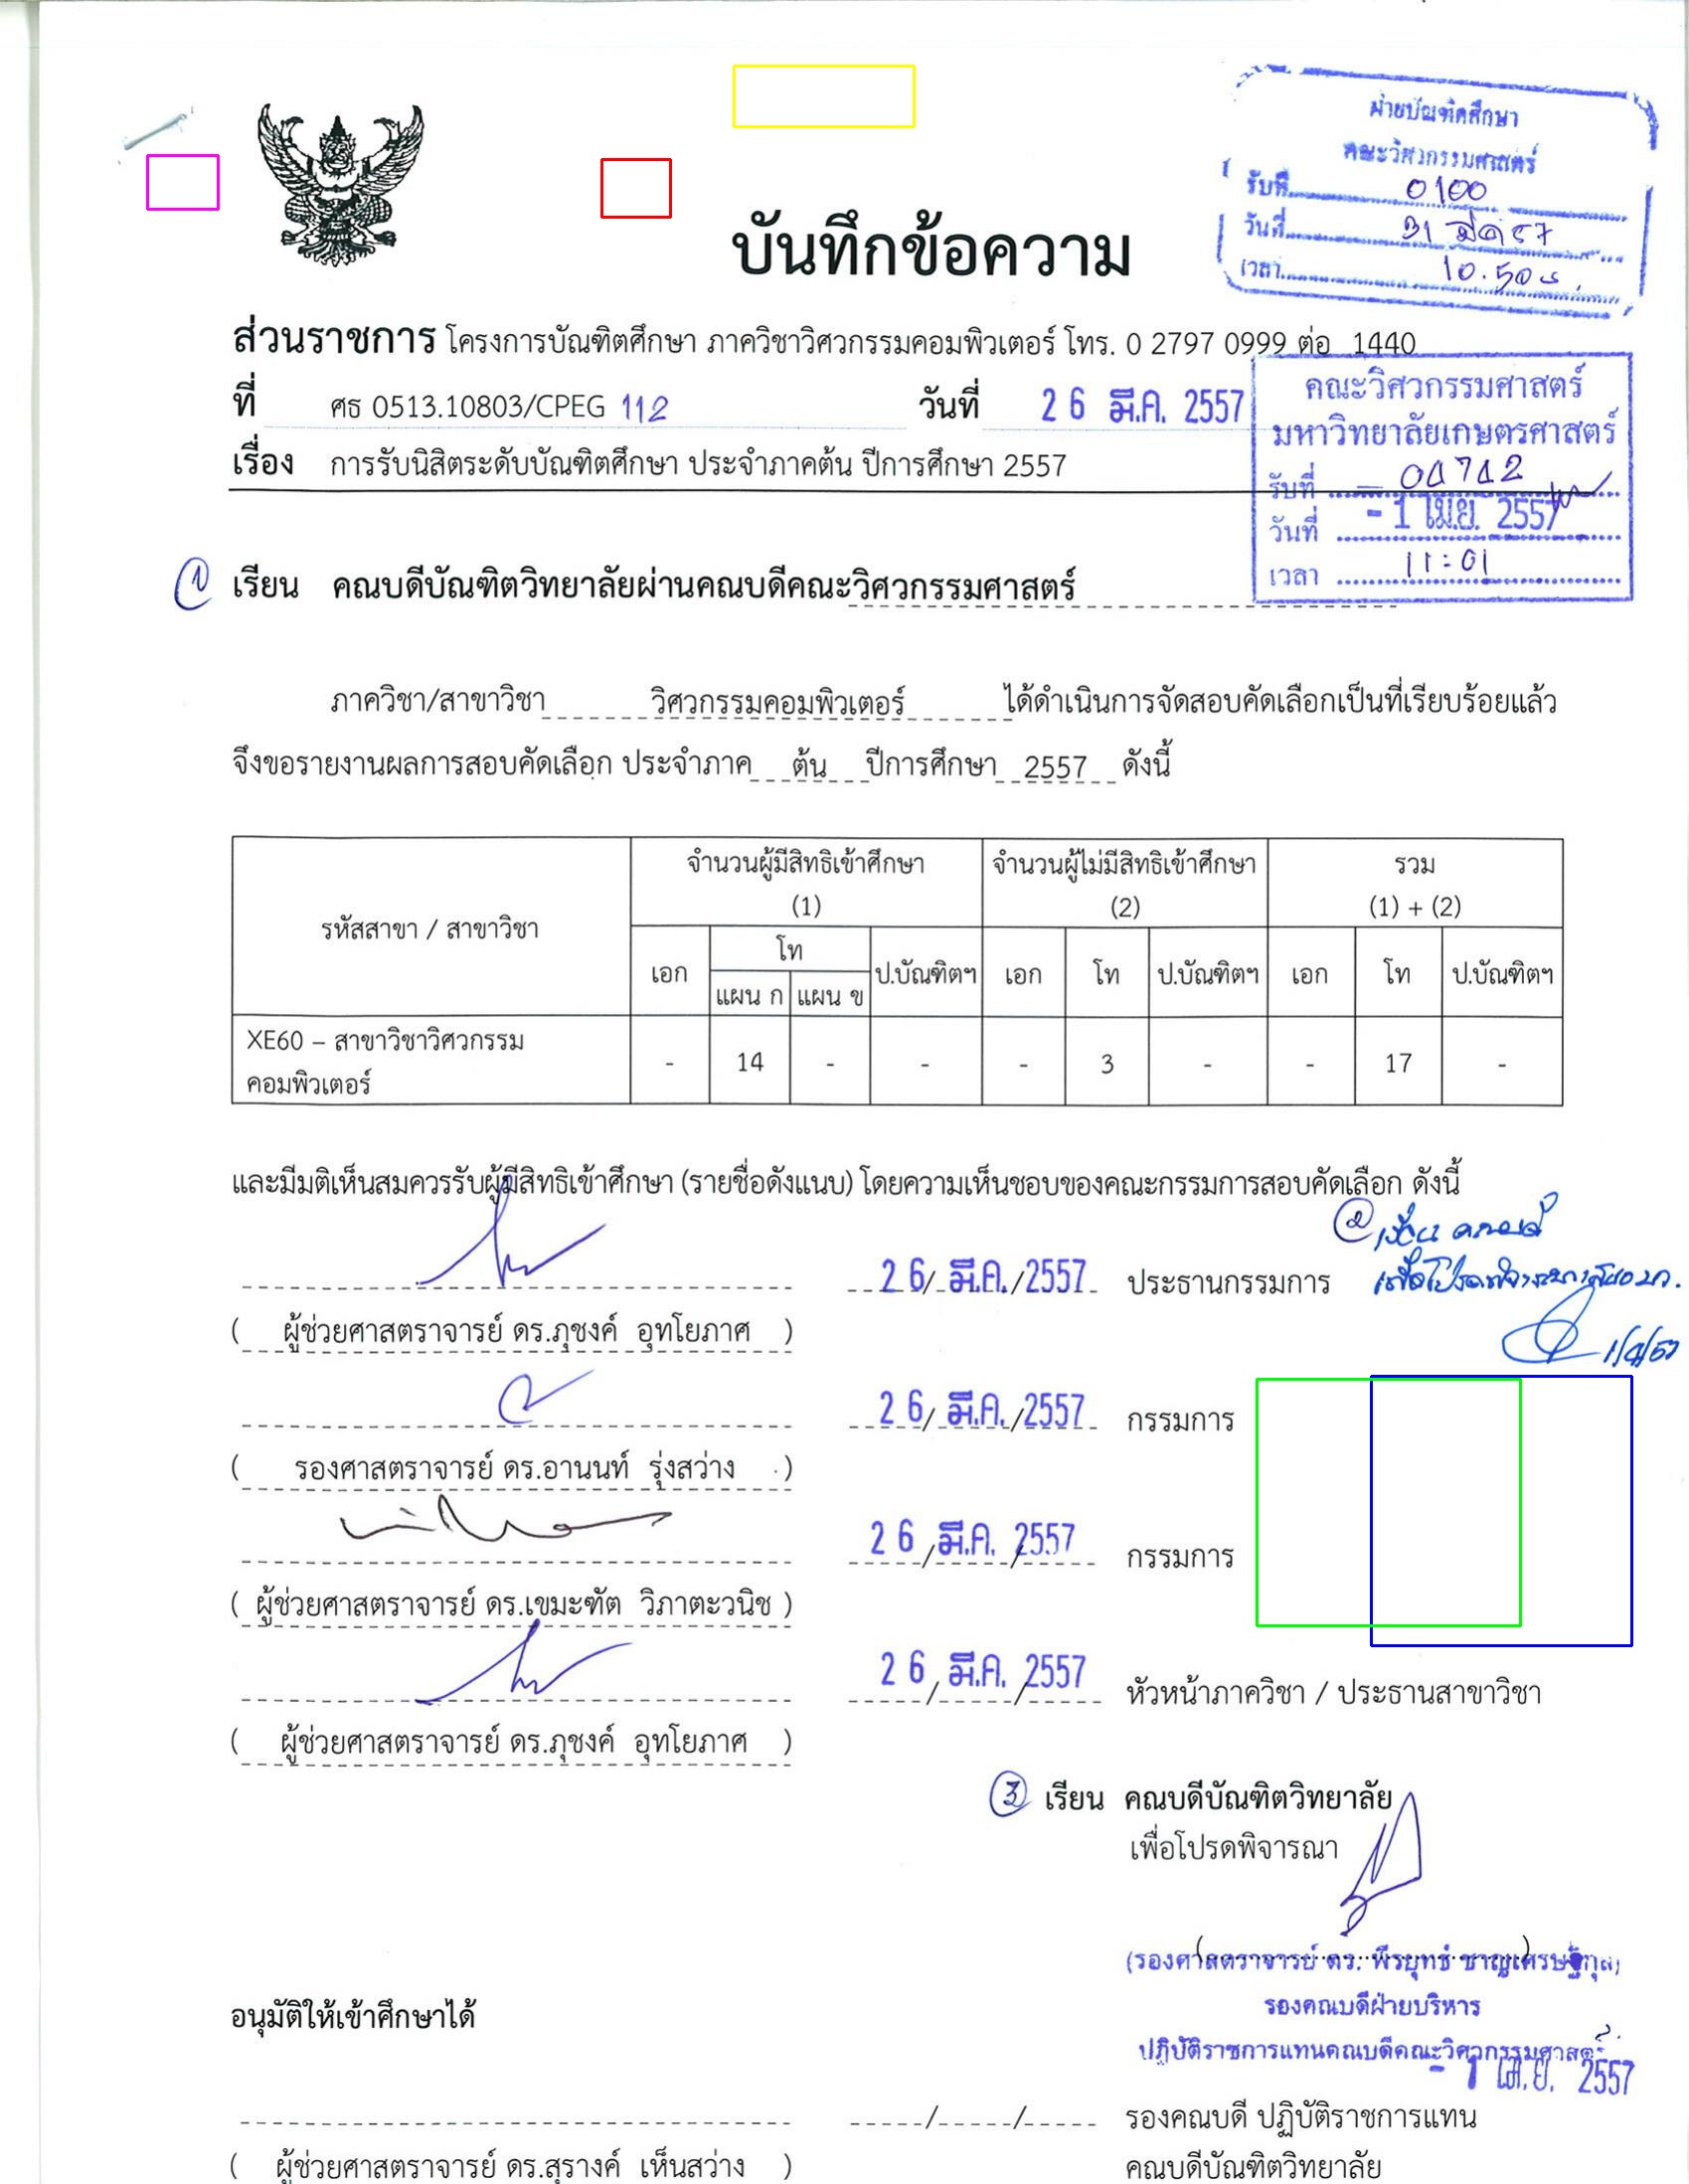 ฝ่ายบัณฑิตศึกษา
คณะวิศวกรรมศาสตร์
รับที่ 0100
วันที่ 31 มีค 57
เวลา 10.50น.
บันทึกข้อความ
ส่วนราชการ โครงการบัณฑิตศึกษา ภาควิชาวิศวกรรมคอมพิวเตอร์ โทร. 0 2797 0999 ต่อ 1440
ที่ ศธ 0513.10803/CPEG 112 วันที่ 26 มี.ค. 2557
เรื่อง การรับนิสิตระดับบัณฑิตศึกษา ประจำภาคต้น ปีการศึกษา 2557
คณะวิศวกรรมศาสตร์
มหาวิทยาลัยเกษตรศาสตร์
รับที่ 04742
วันที่ - 1 เม.ย. 2557
เวลา 11:01
① เรียน คณบดีบัณฑิตวิทยาลัยผ่านคณบดีคณะวิศวกรรมศาสตร์
ภาควิชา/สาขาวิชา วิศวกรรมคอมพิวเตอร์ ได้ดำเนินการจัดสอบคัดเลือกเป็นที่เรียบร้อยแล้ว
จึงขอรายงานผลการสอบคัดเลือก ประจำภาค ต้น ปีการศึกษา 2557 ดังนี้
รหัสสาขา / สาขาวิชา จำนวนผู้มีสิทธิเข้าศึกษา (1) จำนวนผู้ไม่มีสิทธิเข้าศึกษา (2) รวม (1) + (2)
เอก โท ป.บัณฑิตฯ เอก โท ป.บัณฑิตฯ เอก โท ป.บัณฑิตฯ
แผน ก แผน ข
XE60 – สาขาวิชาวิศวกรรม
คอมพิวเตอร์ - 14 - - - 3 - - 17 -
และมีมติเห็นสมควรรับผู้มีสิทธิเข้าศึกษา (รายชื่อดังแนบ) โดยความเห็นชอบของคณะกรรมการสอบคัดเลือก ดังนี้
② เรียน คณบดี
เพื่อโปรดพิจารณา
26/ มี.ค. /2557 ประธานกรรมการ
1/4/57
( ผู้ช่วยศาสตราจารย์ ดร.ภุชงค์ อุทโยภาศ )
26/ มี.ค. /2557 กรรมการ
( รองศาสตราจารย์ ดร.อานนท์ รุ่งสว่าง )
26 / มี.ค. / 2557 กรรมการ
( ผู้ช่วยศาสตราจารย์ ดร.เขมะฑัต วิภาตะวนิช )
26 / มี.ค. / 2557 หัวหน้าภาควิชา / ประธานสาขาวิชา
( ผู้ช่วยศาสตราจารย์ ดร.ภุชงค์ อุทโยภาศ )
③ เรียน คณบดีบัณฑิตวิทยาลัย
เพื่อโปรดพิจารณา
(รองศาสตราจารย์ ดร. พีรยุทธ์ ชาญเศรษฐิกุล)
รองคณบดีฝ่ายบริหาร
อนุมัติให้เข้าศึกษาได้
ปฏิบัติราชการแทนคณบดีคณะวิศวกรรมศาสตร์
- 1 เม.ย. 2557
/ / รองคณบดี ปฏิบัติราชการแทน
( ผู้ช่วยศาสตราจารย์ ดร.สุรางค์ เห็นสว่าง ) คณบดีบัณฑิตวิทยาลัย